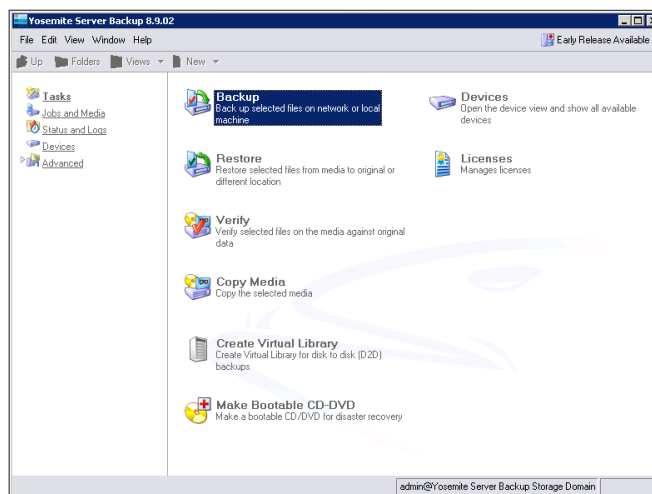 Yosemite Server Backup 8.9.02
File Edit View Window Help
Early Release Available
Up Folders Views New
Tasks
Jobs and Media
Status and Logs
Devices
Advanced
Backup
Back up selected files on network or local
machine
Devices
Open the device view and show all available
devices
Restore
Restore selected files from media to original or
different location
Licenses
Manages licenses
Verify
Verify selected files on the media against original
data
Copy Media
Copy the selected media
Create Virtual Library
Create Virtual Library for disk to disk (D2D)
backups
Make Bootable CD-DVD
Make a bootable CD/DVD for disaster recovery
admin@Yosemite Server Backup Storage Domain